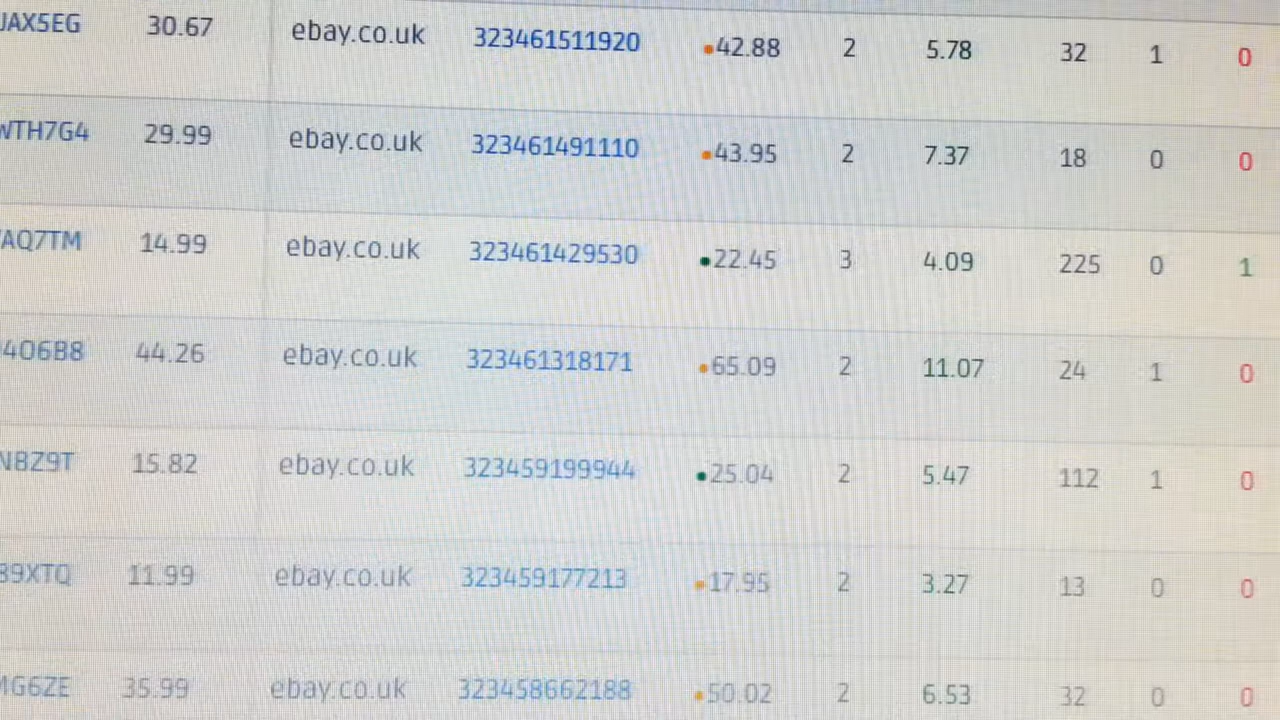 JAX5EG 30.67 ebay.co.uk 323461511920 42.88 2 5.78 32 1 0
WTH7G4 29.99 ebay.co.uk 323461491110 43.95 2 7.37 18 0 0
AQ7TM 14.99 ebay.co.uk 323461429530 22.45 3 4.09 225 0 1
4O6B8 44.26 ebay.co.uk 323461318171 65.09 2 11.07 24 1 0
N8Z9T 15.82 ebay.co.uk 323459199944 25.04 2 5.47 112 1 0
39XTQ 11.99 ebay.co.uk 323459177213 17.95 2 3.27 13 0 0
MG6ZE 35.99 ebay.co.uk 323458662188 50.02 2 6.53 32 0 0